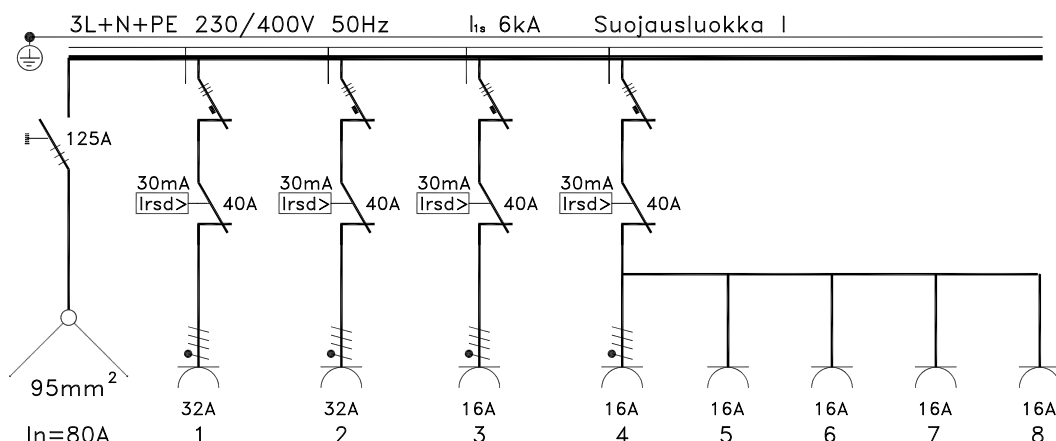 3L+N+PE 230/400V 50Hz I1s 6kA Suojausluokka I
125A
30mA 30mA 30mA 30mA
Irsd> 40A Irsd> 40A Irsd> 40A Irsd> 40A
95mm²
32A 32A 16A 16A 16A 16A 16A 16A
In=80A 1 2 3 4 5 6 7 8